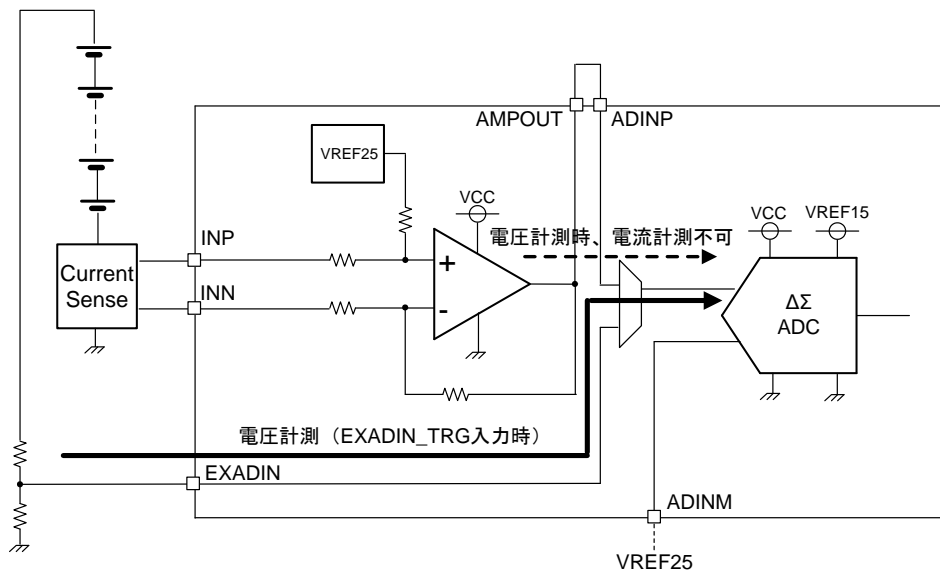 AMPOUT
ADINP
VREF25
VCC
INP
INN
Current
Sense
+
-
電圧計測時、電流計測不可
VCC
VREF15
ΔΣ
ADC
電圧計測（EXADIN_TRG入力時）
EXADIN
ADINM
VREF25